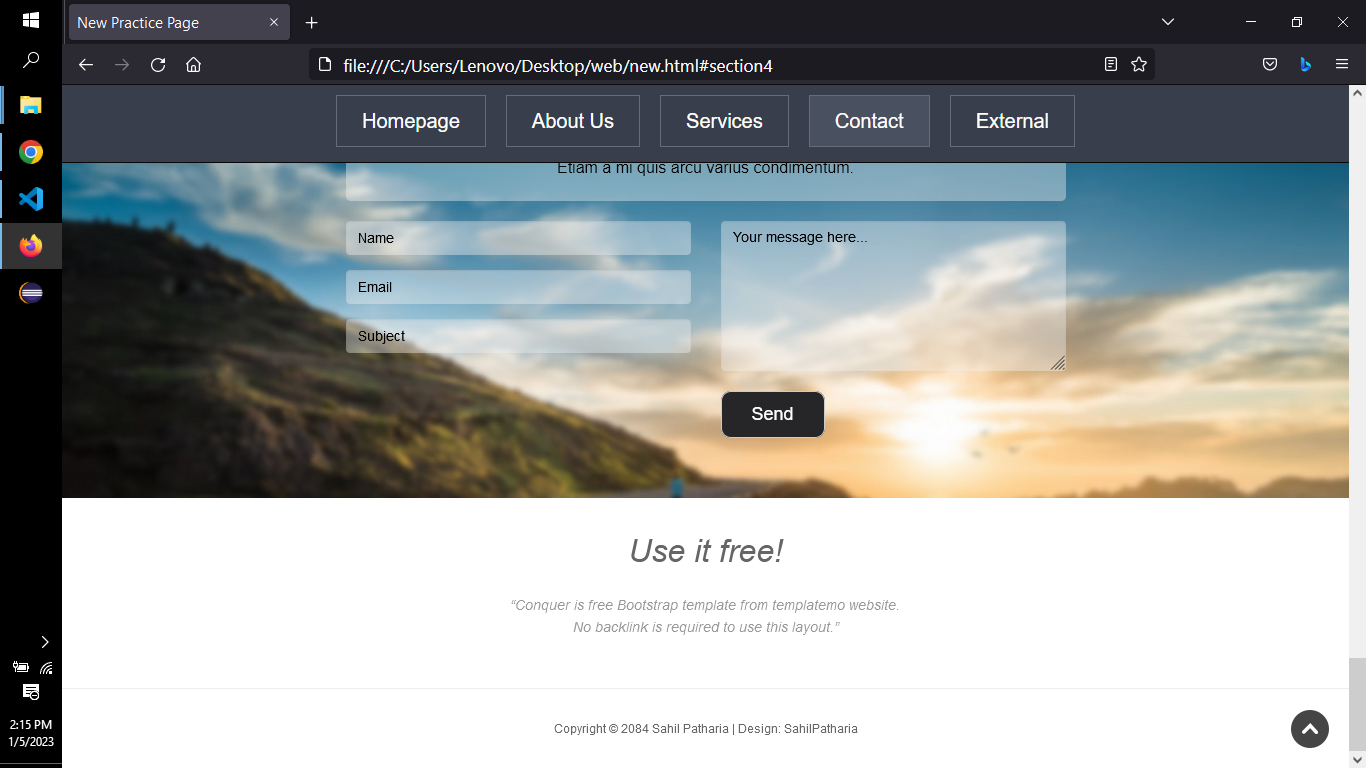 New Practice Page
file:///C:/Users/Lenovo/Desktop/web/new.html#section4
Homepage
About Us
Services
Contact
External
Etiam a mi quis arcu varius condimentum.
Name
Email
Subject
Your message here...
Send
Use it free!
“Conquer is free Bootstrap template from templatemo website.
No backlink is required to use this layout.”
Copyright © 2084 Sahil Patharia | Design: SahilPatharia
2:15 PM
1/5/2023